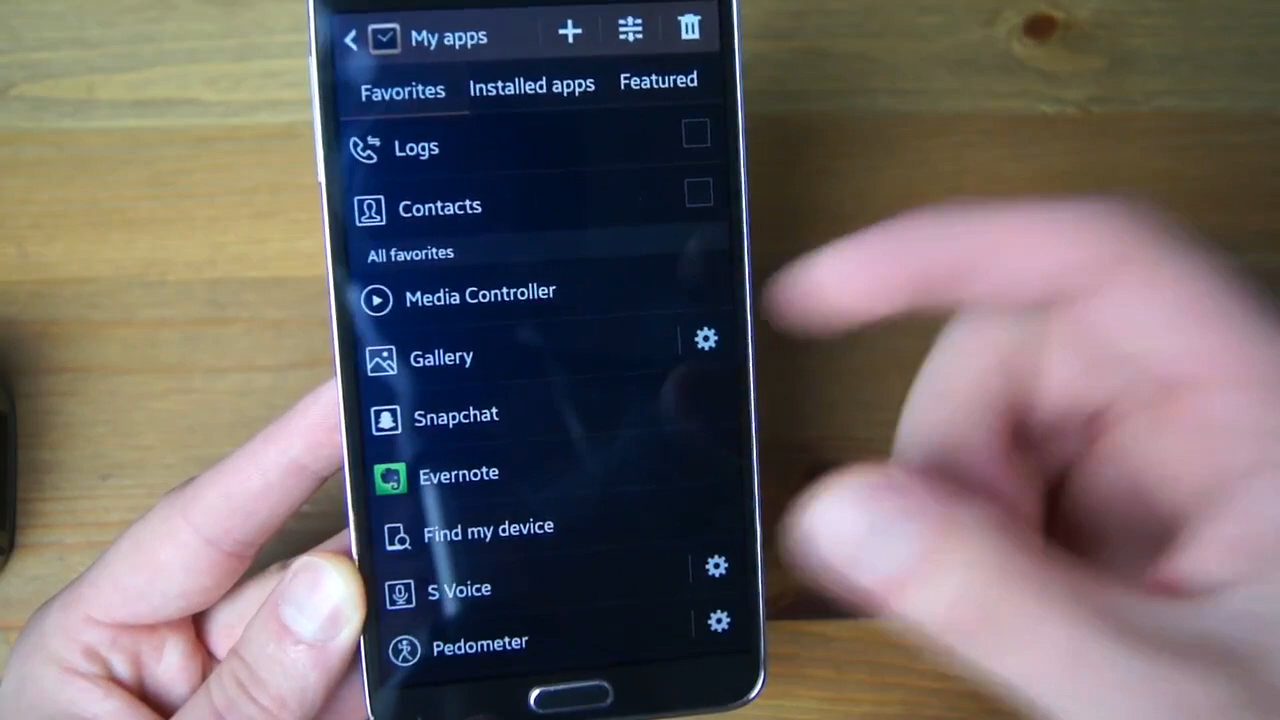 My apps
Favorites Installed apps Featured
Logs
Contacts
All favorites
Media Controller
Gallery
Snapchat
Evernote
Find my device
S Voice
Pedometer